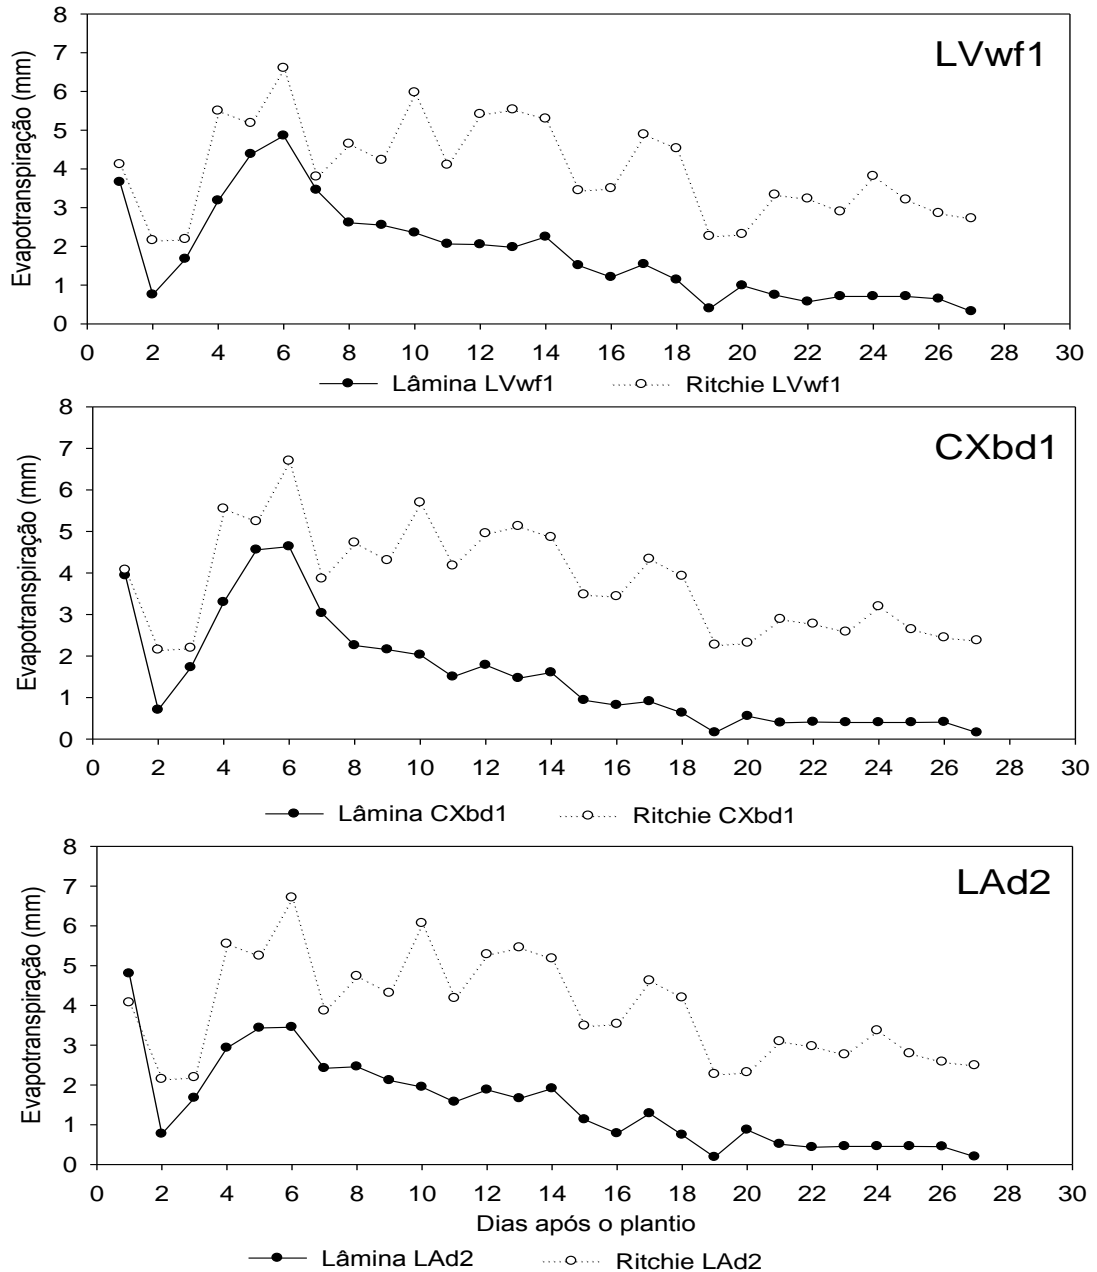 LVwf1
Evapotranspiração (mm)
8
7
6
5
4
3
2
1
0
0 2 4 6 8 10 12 14 16 18 20 22 24 26 28 30
Lâmina LVwf1 Ritchie LVwf1
CXbd1
Evapotranspiração (mm)
8
7
6
5
4
3
2
1
0
0 2 4 6 8 10 12 14 16 18 20 22 24 26 28 30
Lâmina CXbd1 Ritchie CXbd1
LAd2
Evapotranspiração (mm)
8
7
6
5
4
3
2
1
0
0 2 4 6 8 10 12 14 16 18 20 22 24 26 28 30
Dias após o plantio
Lâmina LAd2 Ritchie LAd2